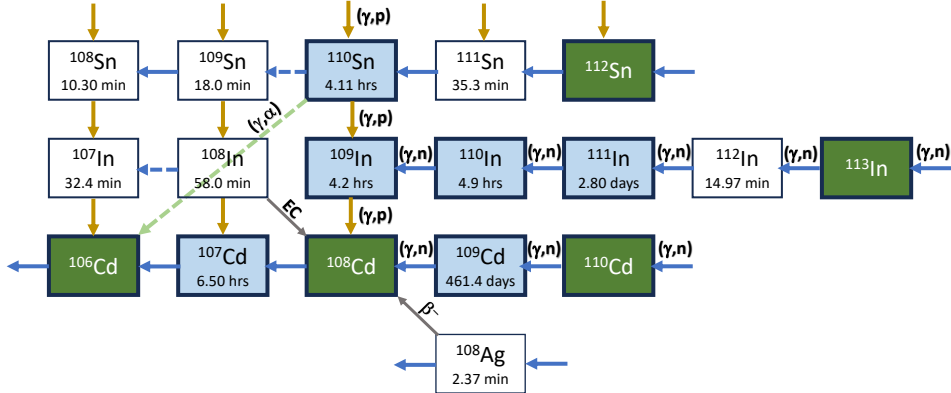 (γ,p)
¹⁰⁸Sn ¹⁰⁹Sn ¹¹⁰Sn ¹¹¹Sn ¹¹²Sn
10.30 min 18.0 min 4.11 hrs 35.3 min
(γ,α) (γ,p)
¹⁰⁷In ¹⁰⁸In ¹⁰⁹In (γ,n) ¹¹⁰In (γ,n) ¹¹¹In (γ,n) ¹¹²In (γ,n) ¹¹³In (γ,n)
32.4 min 58.0 min 4.2 hrs 4.9 hrs 2.80 days 14.97 min
EC (γ,p)
¹⁰⁶Cd ¹⁰⁷Cd ¹⁰⁸Cd (γ,n) ¹⁰⁹Cd (γ,n) ¹¹⁰Cd (γ,n)
6.50 hrs 461.4 days
β⁻
¹⁰⁸Ag
2.37 min